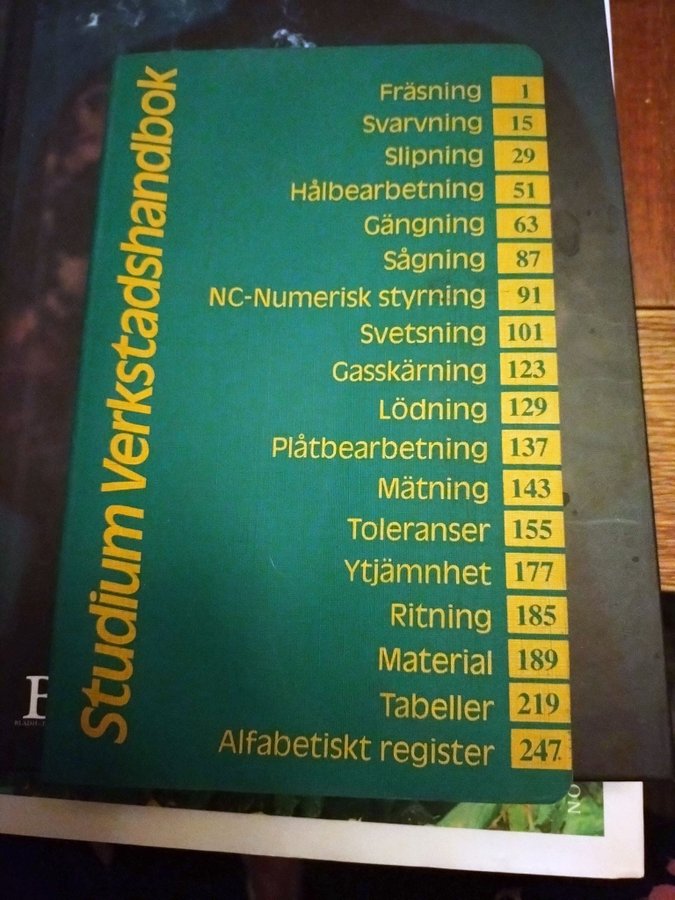 Studium Verkstadshandbok
Fräsning 1
Svarvning 15
Slipning 29
Hålbearbetning 51
Gängning 63
Sågning 87
NC-Numerisk styrning 91
Svetsning 101
Gasskärning 123
Lödning 129
Plåtbearbetning 137
Mätning 143
Toleranser 155
Ytjämnhet 177
Ritning 185
Material 189
Tabeller 219
Alfabetiskt register 247
NO